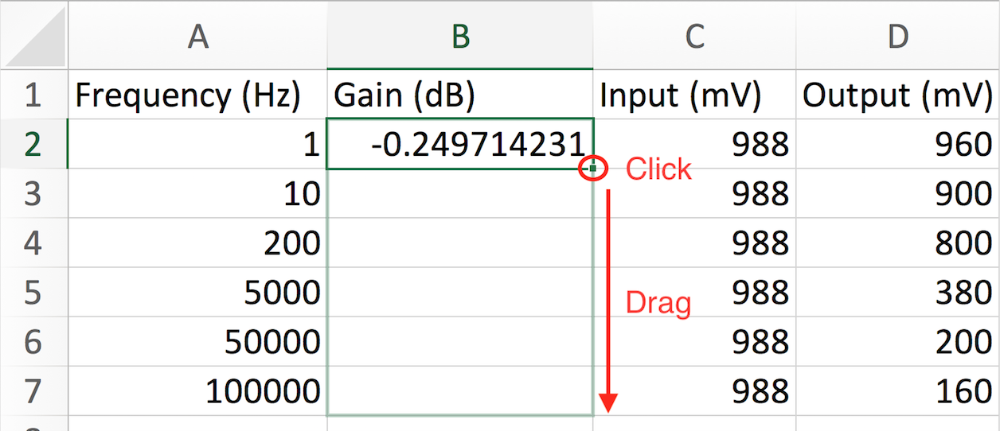 A B C D
1 Frequency (Hz) Gain (dB) Input (mV) Output (mV)
2 1 -0.249714231 988 960
Click
3 10 988 900
4 200 988 800
5 5000 988 380
Drag
6 50000 988 200
7 100000 988 160